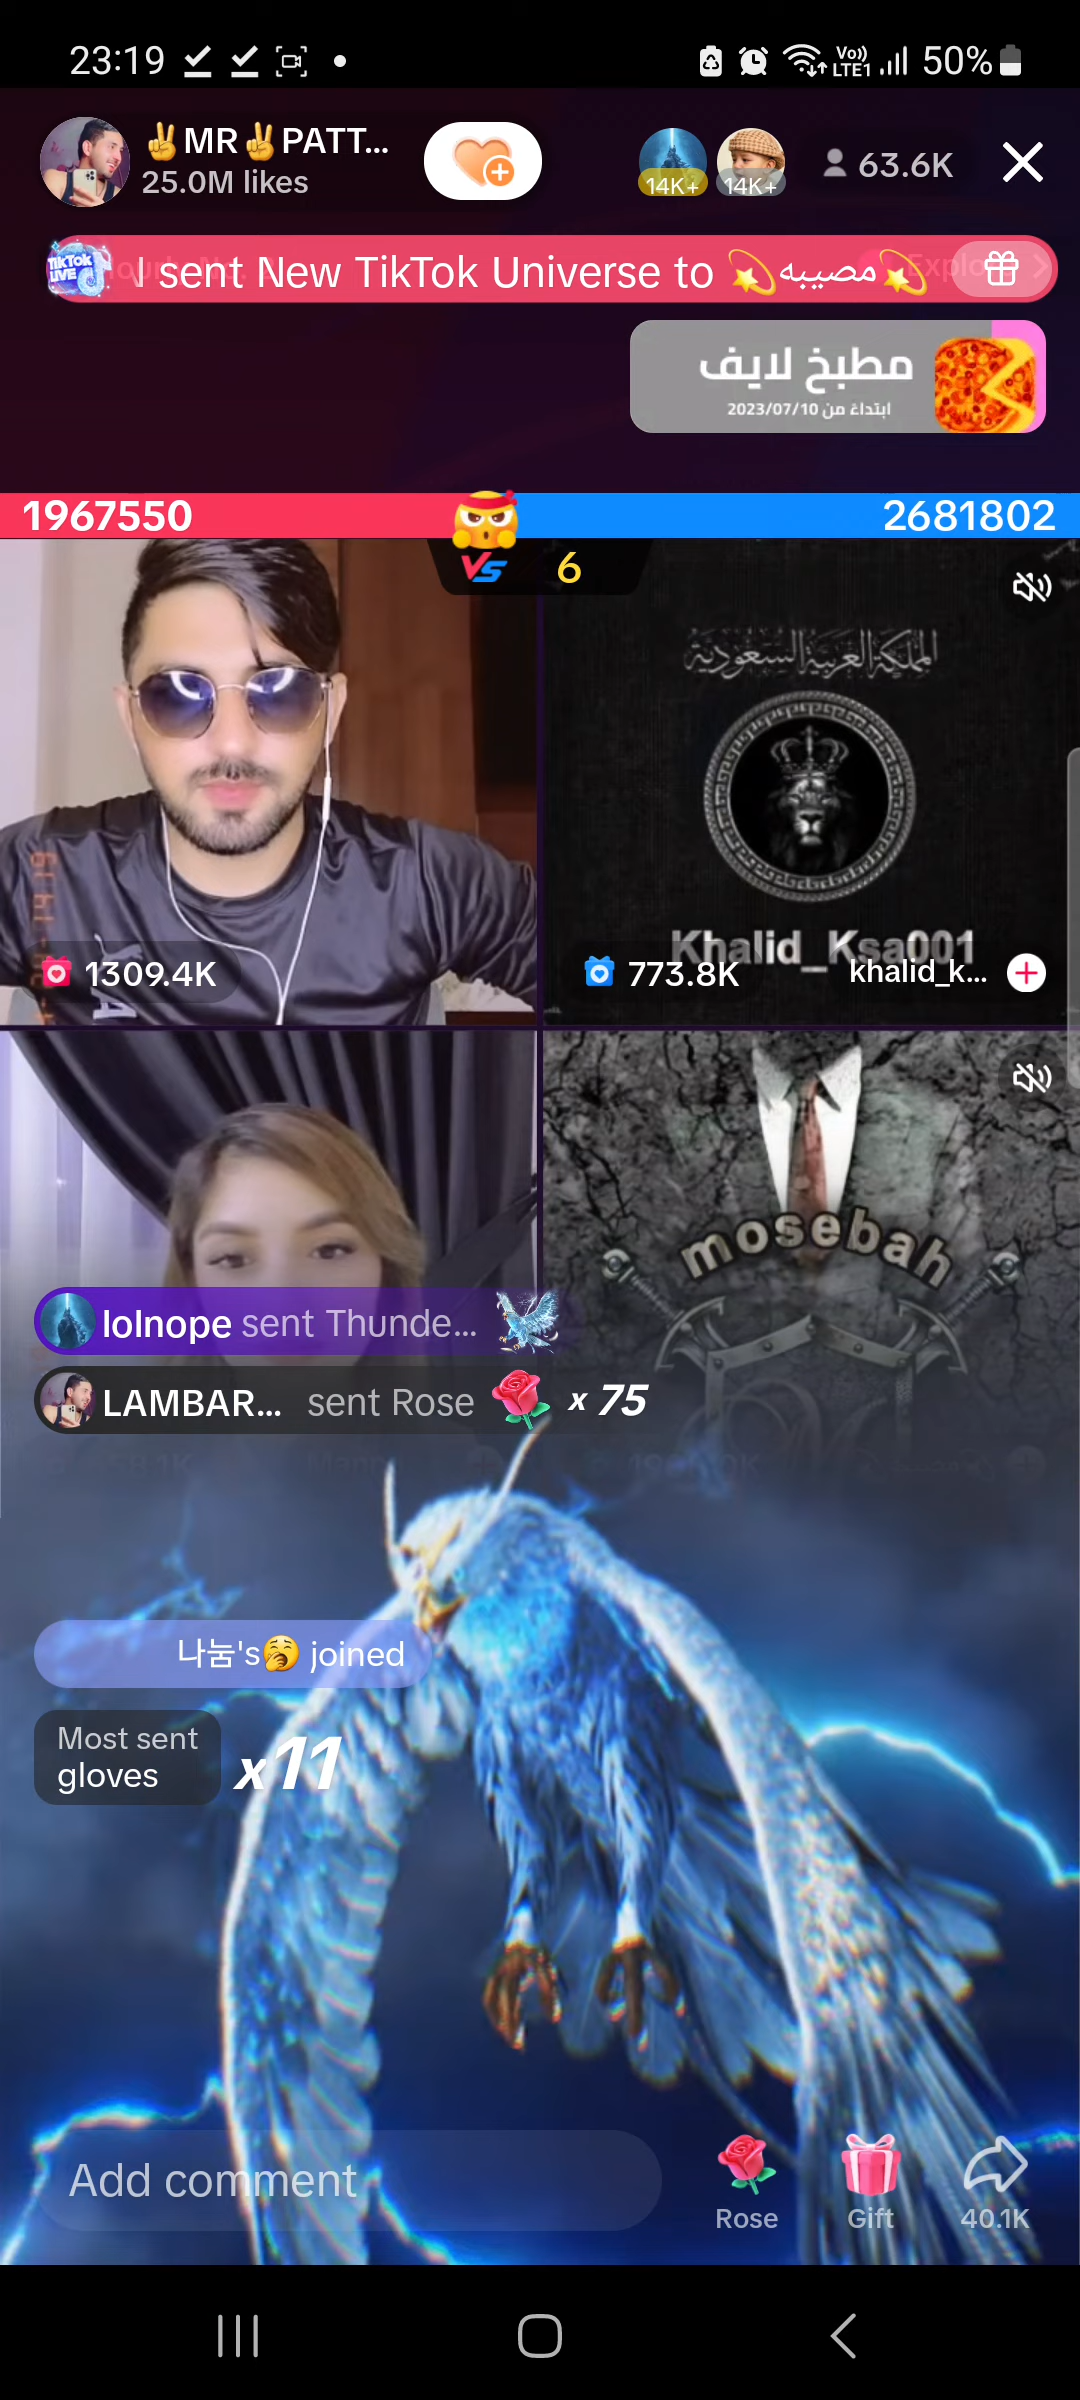 23:19
Vo))
LTE1
50%
✌MR✌PATT...
25.0M likes
14K+
14K+
63.6K
TikTok
LIVE
I sent New TikTok Universe to 💫مصيبه💫
مطبخ لايف
ابتداءً من 2023/07/10
1967550
2681802
VS
6
المملكة العربية السعودية
Khalid_Ksa001
1309.4K
773.8K
khalid_k...
mosebah
lolnope sent Thunde...
LAMBAR... sent Rose x 75
나눔's🥱 joined
Most sent
gloves
x11
Add comment
Rose
Gift
40.1K